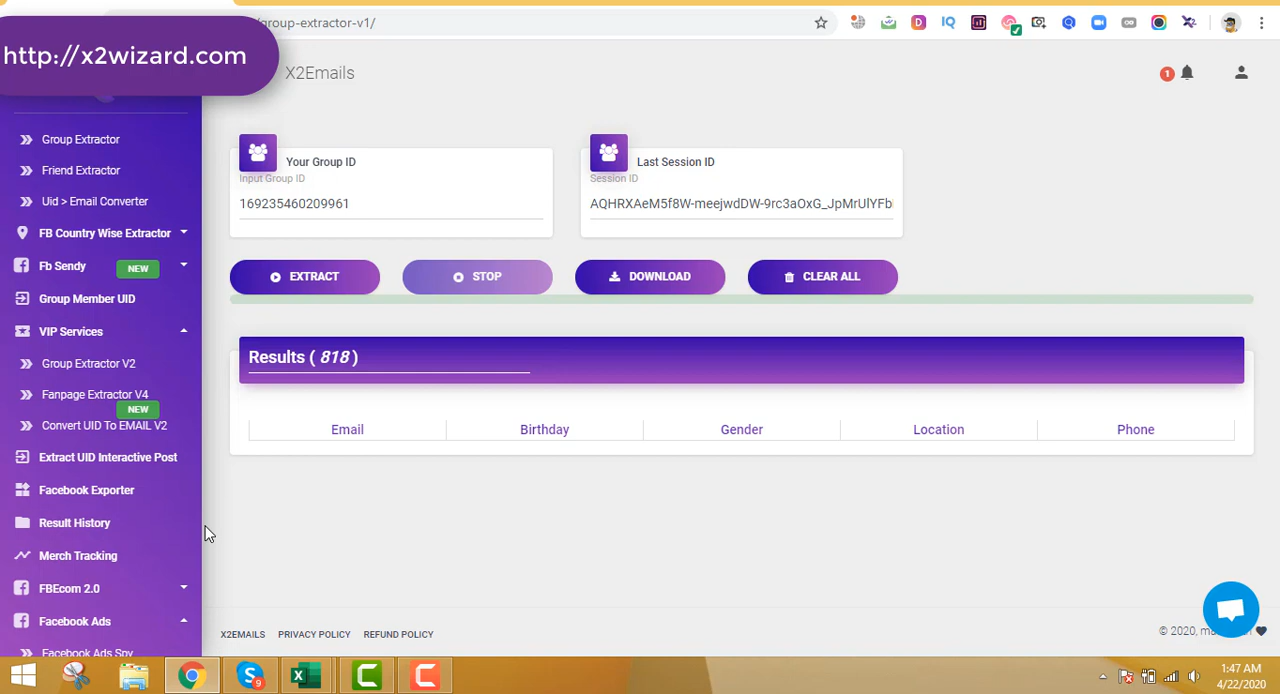 /group-extractor-v1/
http://x2wizard.com
X2Emails
1
Group Extractor
Friend Extractor
Uid > Email Converter
FB Country Wise Extractor
Fb Sendy
NEW
Group Member UID
VIP Services
Group Extractor V2
Fanpage Extractor V4
NEW
Convert UID To EMAIL V2
Extract UID Interactive Post
Facebook Exporter
Result History
Merch Tracking
FBEcom 2.0
Facebook Ads
Facebook Ads Spy
Your Group ID
Input Group ID
169235460209961
Last Session ID
Session ID
AQHRXAeM5f8W-meejwdDW-9rc3aOxG_JpMrUlYFb
EXTRACT
STOP
DOWNLOAD
CLEAR ALL
Results ( 818 )
Email Birthday Gender Location Phone
X2EMAILS PRIVACY POLICY REFUND POLICY
© 2020,
1:47 AM
4/22/2020